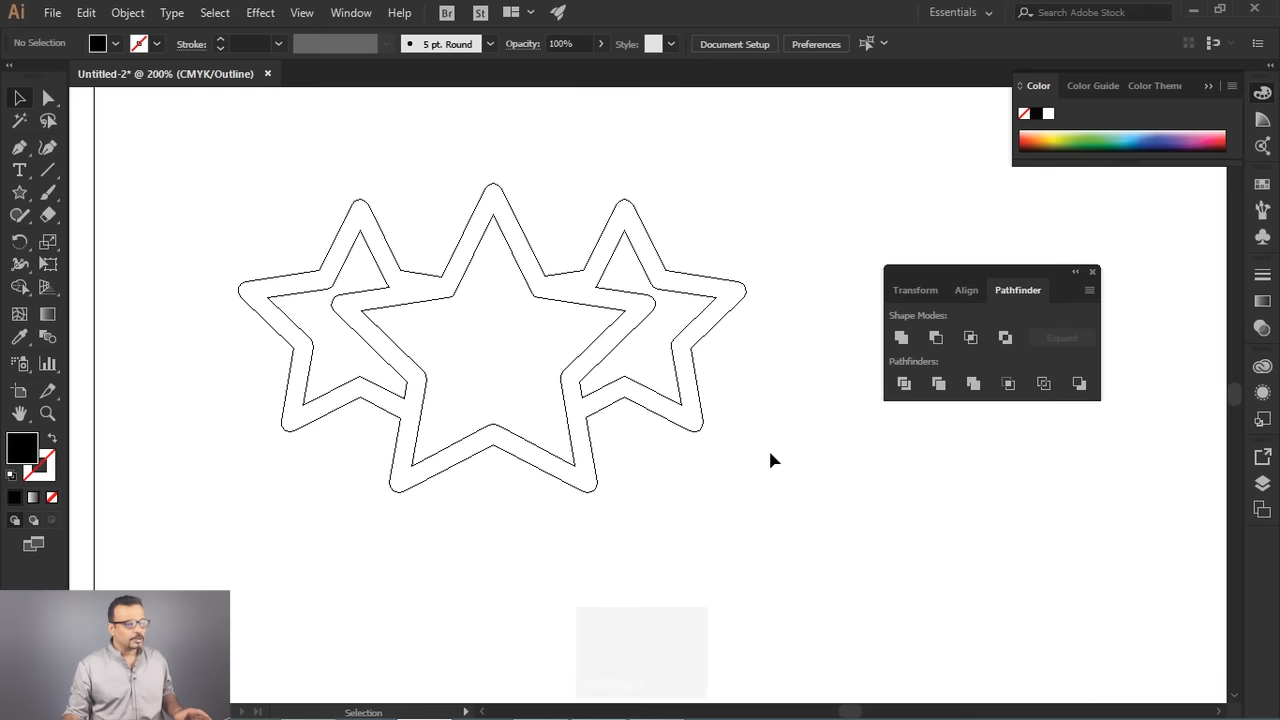 Ai File Edit Object Type Select Effect View Window Help Br St Essentials Search Adobe Stock
No Selection Stroke: 5 pt. Round Opacity: 100% Style: Document Setup Preferences
Untitled-2* @ 200% (CMYK/Outline)
Color Color Guide Color Theme
Transform Align Pathfinder
Shape Modes:
Expand
Pathfinders:
Selection